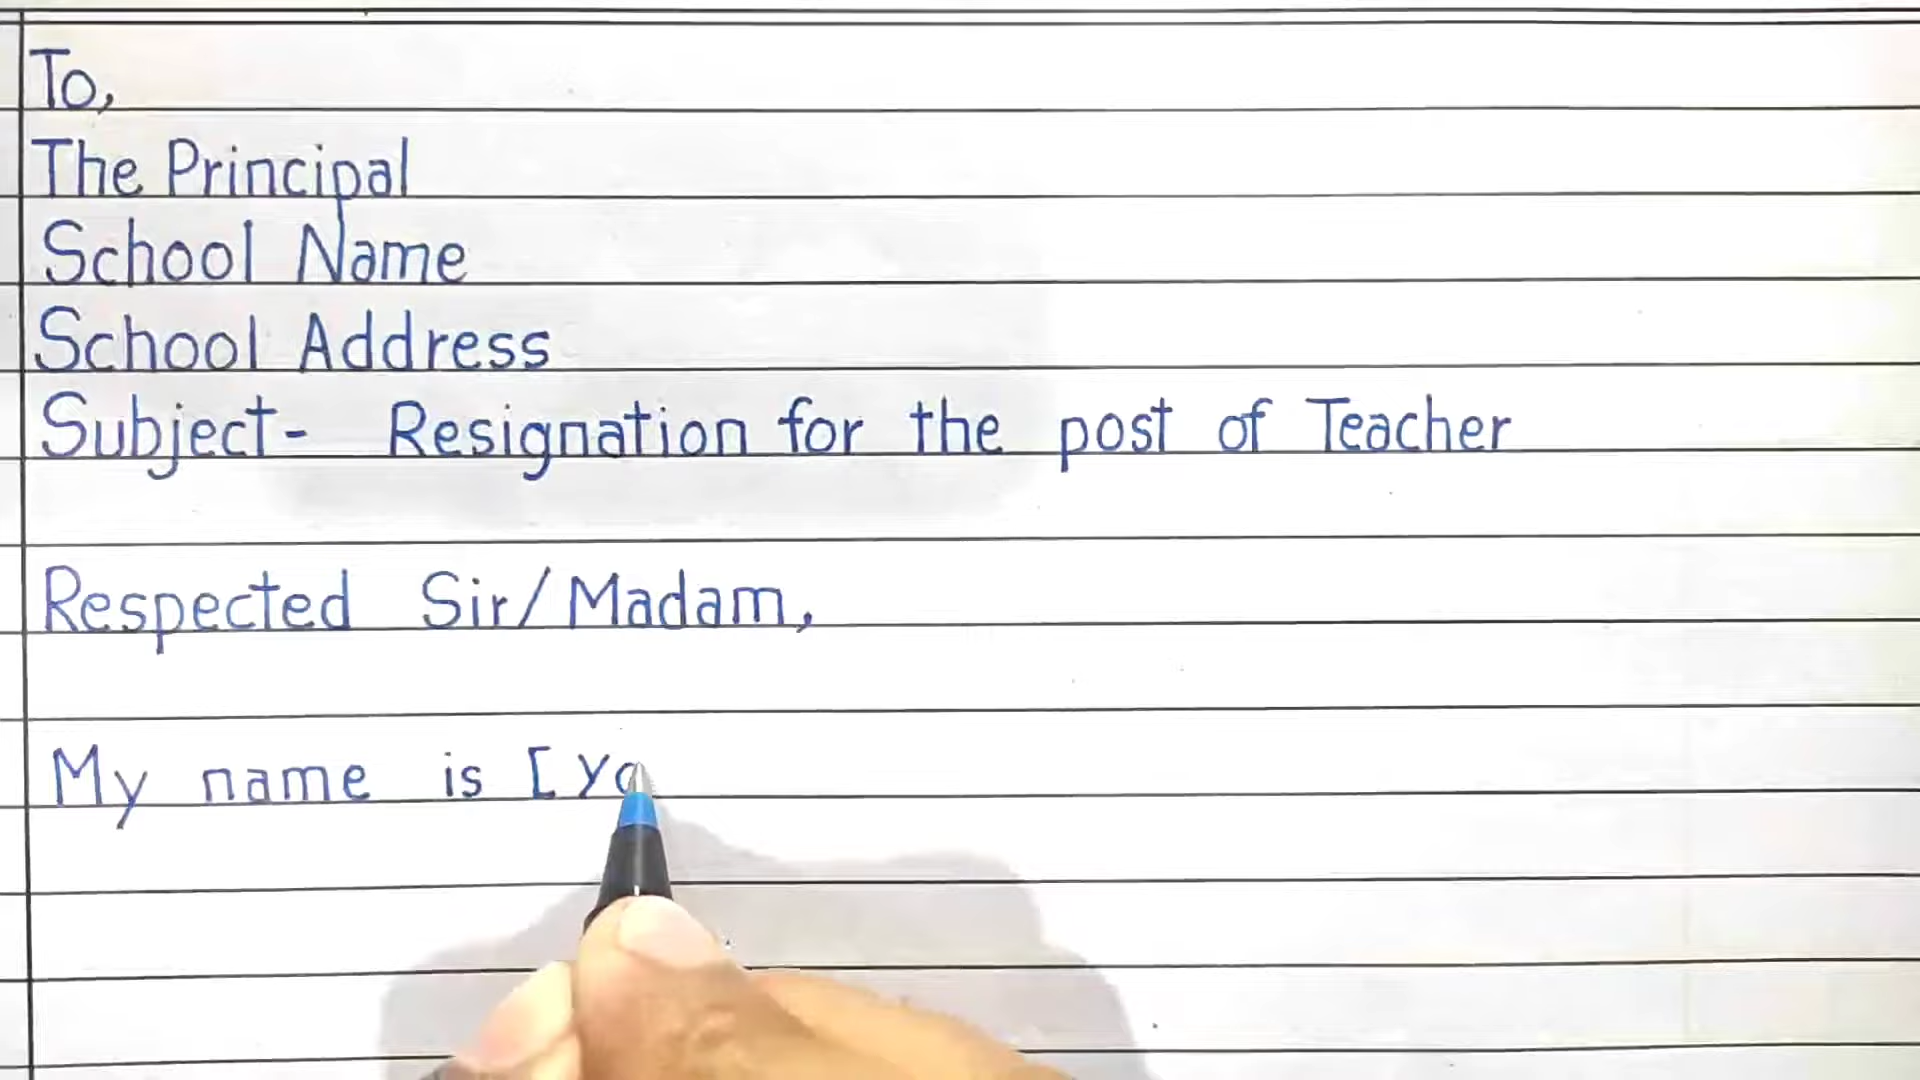 To,
The Principal
School Name
School Address
Subject- Resignation for the post of Teacher
Respected Sir/Madam,
My name is [ yo